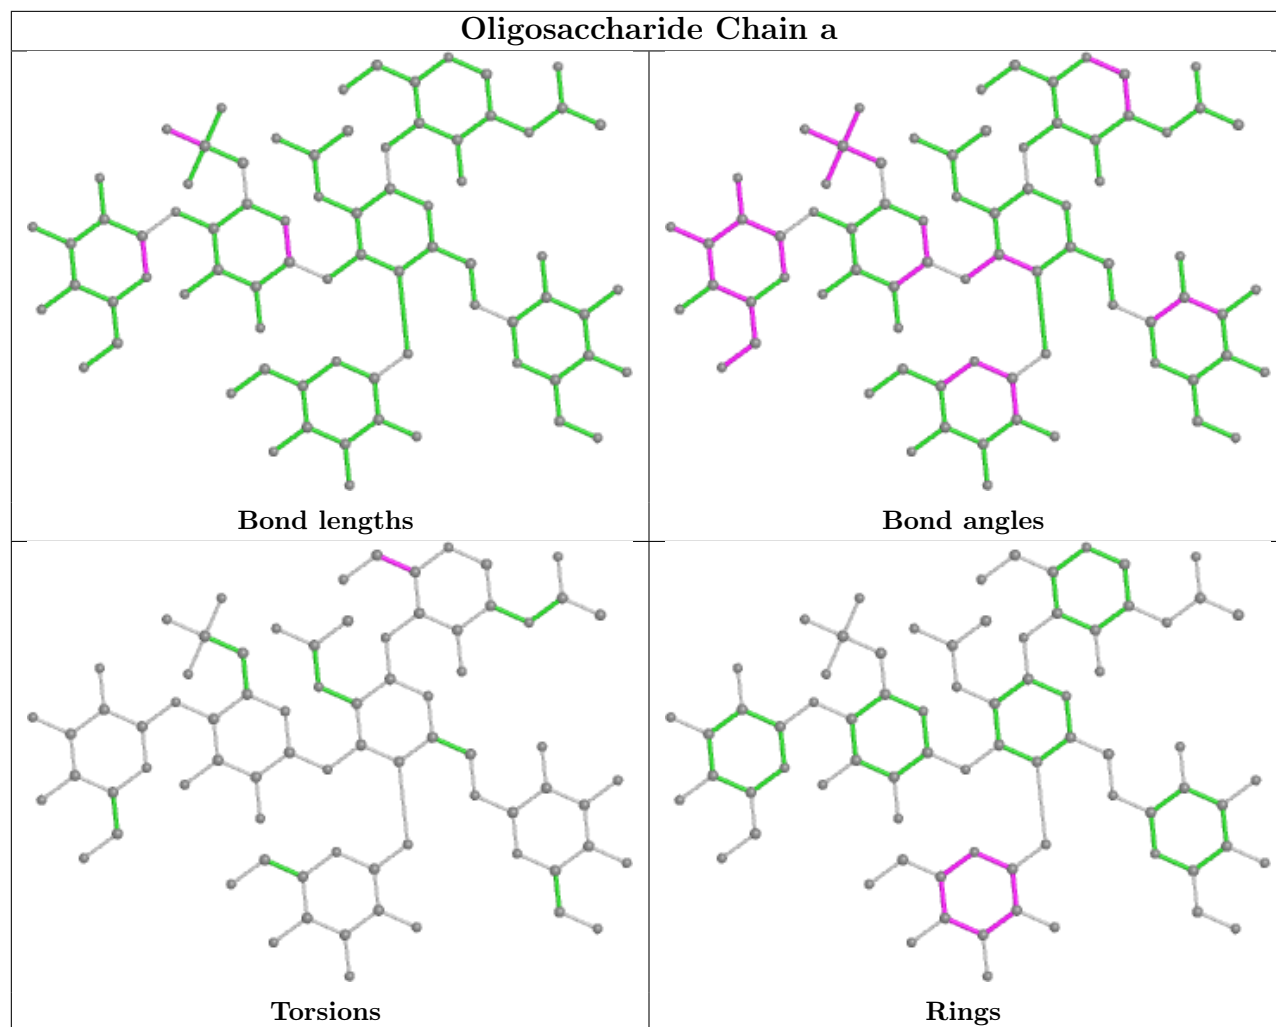 Oligosaccharide Chain a
Bond lengths
Bond angles
Torsions
Rings